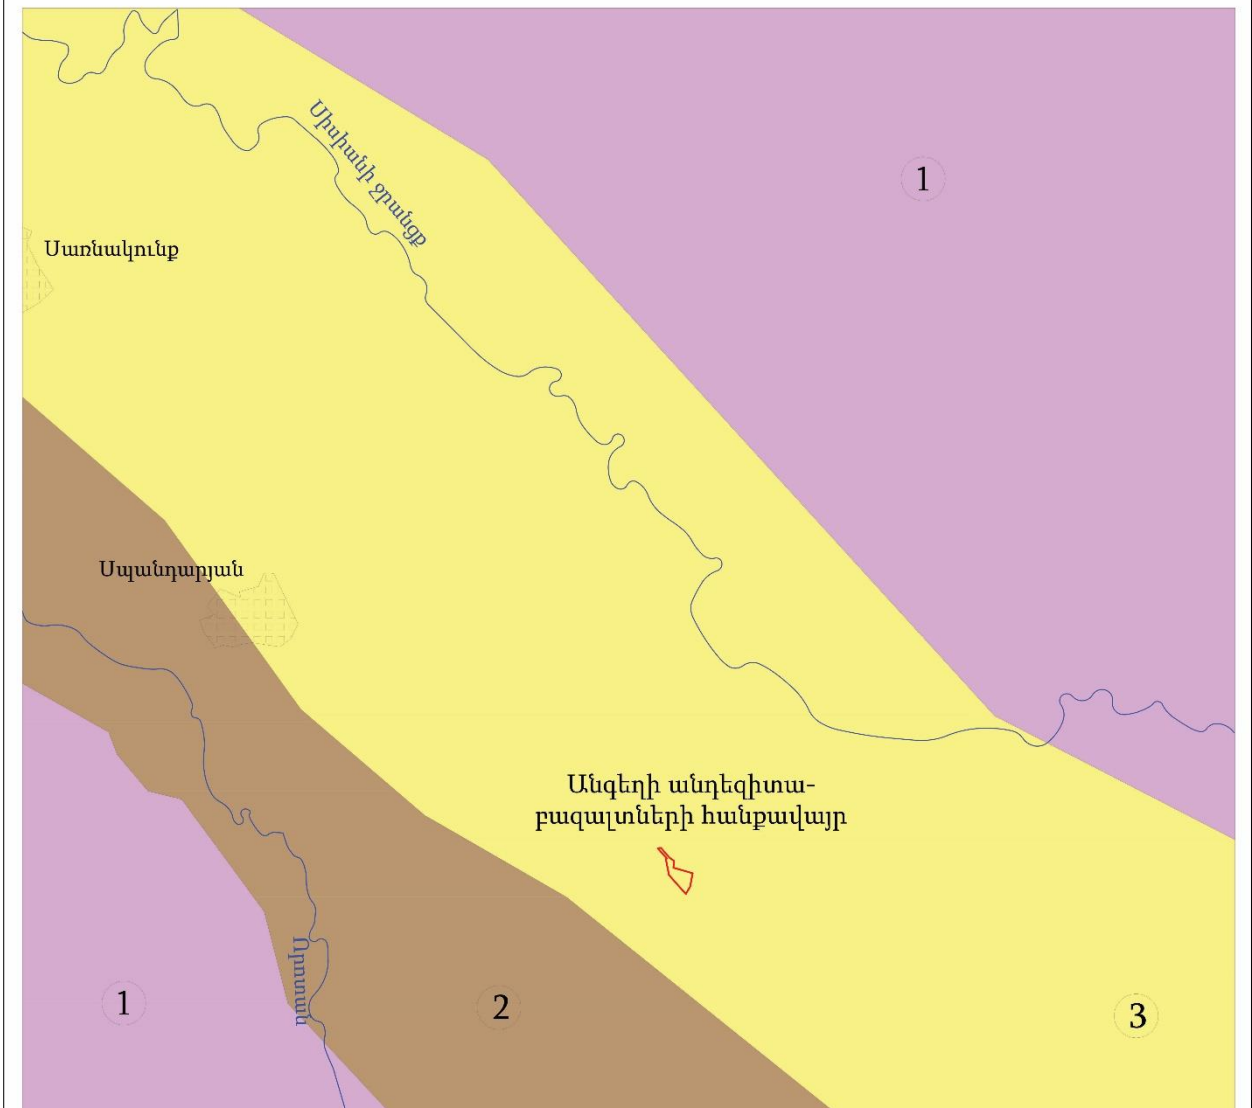 Սիսիանի ջրանցք
1
Սառնակունք
Սպանդարյան
Անգեղի անդեզիտա-
բազալտների հանքավայր
Որոտան
1
2
3